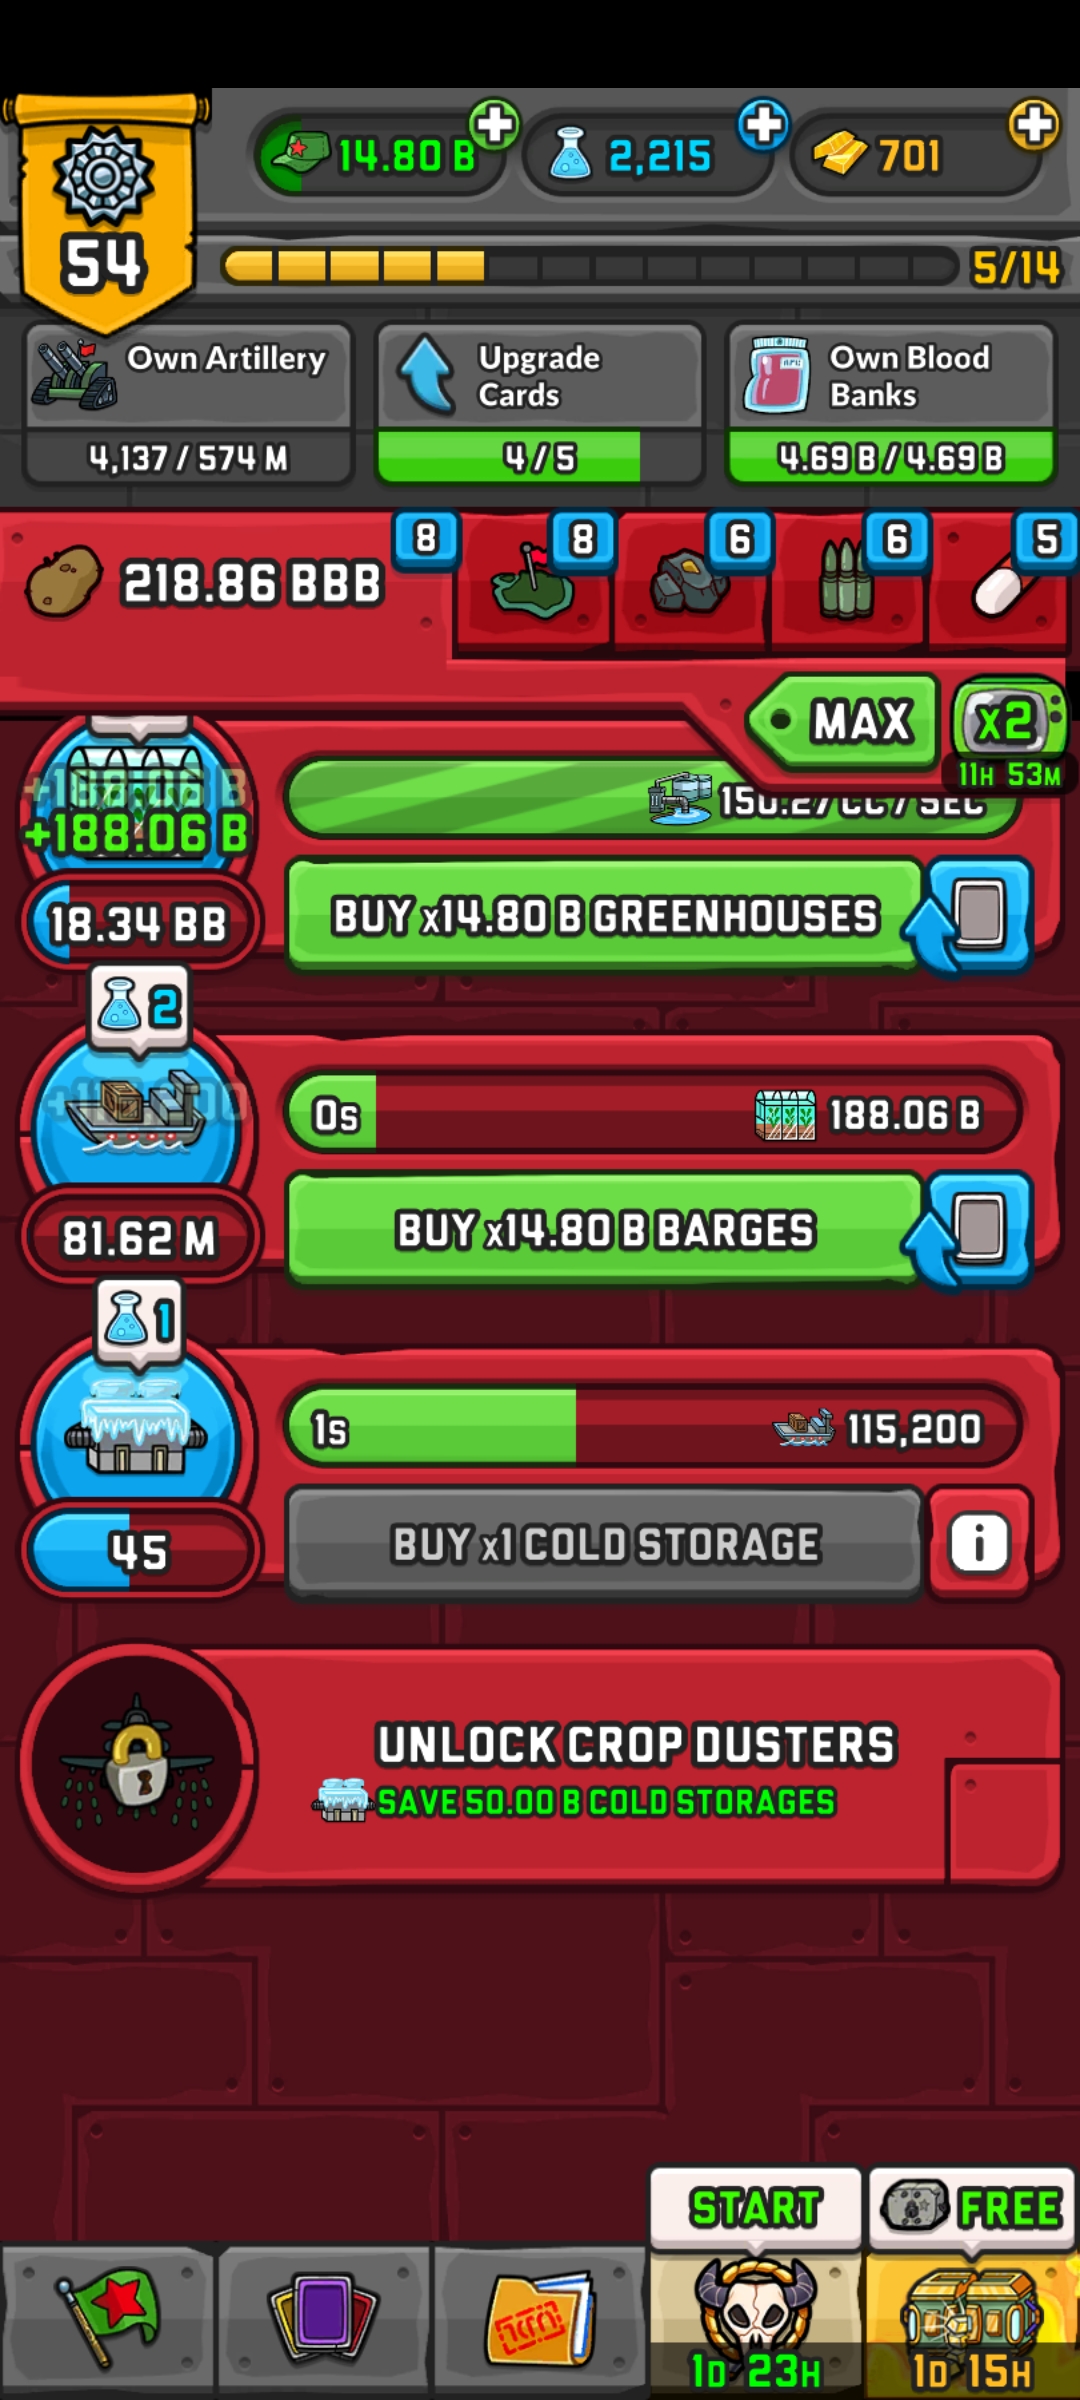 14.80 B
2,215
701
54
5/14
Own Artillery
4,137 / 574 M
Upgrade
Cards
4 / 5
Own Blood
Banks
4.69 B / 4.69 B
218.86 BBB
8
8
6
6
5
MAX
x2
11H 53M
+188.06 B
+188.06 B
18.34 BB
BUY x14.80 B GREENHOUSES
2
0s
188.06 B
81.62 M
BUY x14.80 B BARGES
1
1s
115,200
45
BUY x1 COLD STORAGE
i
UNLOCK CROP DUSTERS
SAVE 50.00 B COLD STORAGES
START
FREE
1D 23H
1D 15H